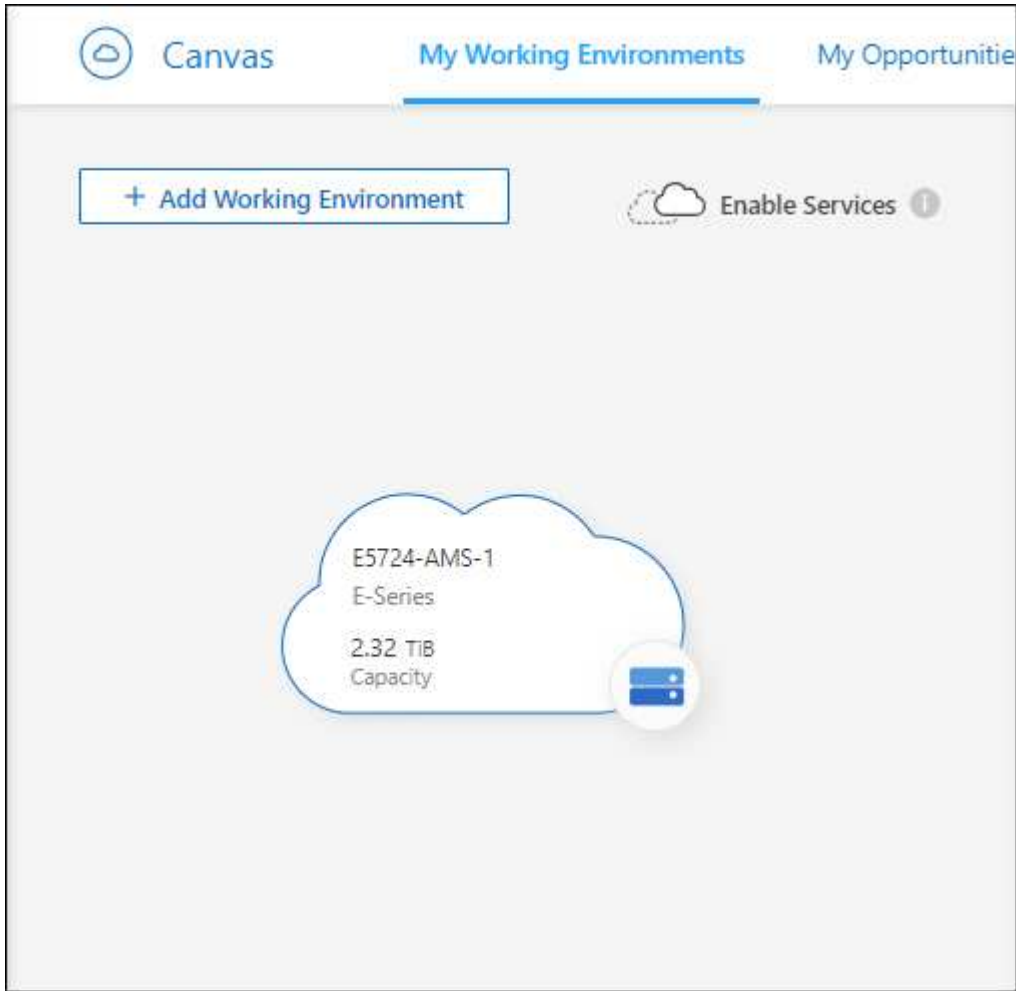 Canvas
My Working Environments
My Opportunitie
+ Add Working Environment
Enable Services
E5724-AMS-1
E-Series
2.32 TiB
Capacity